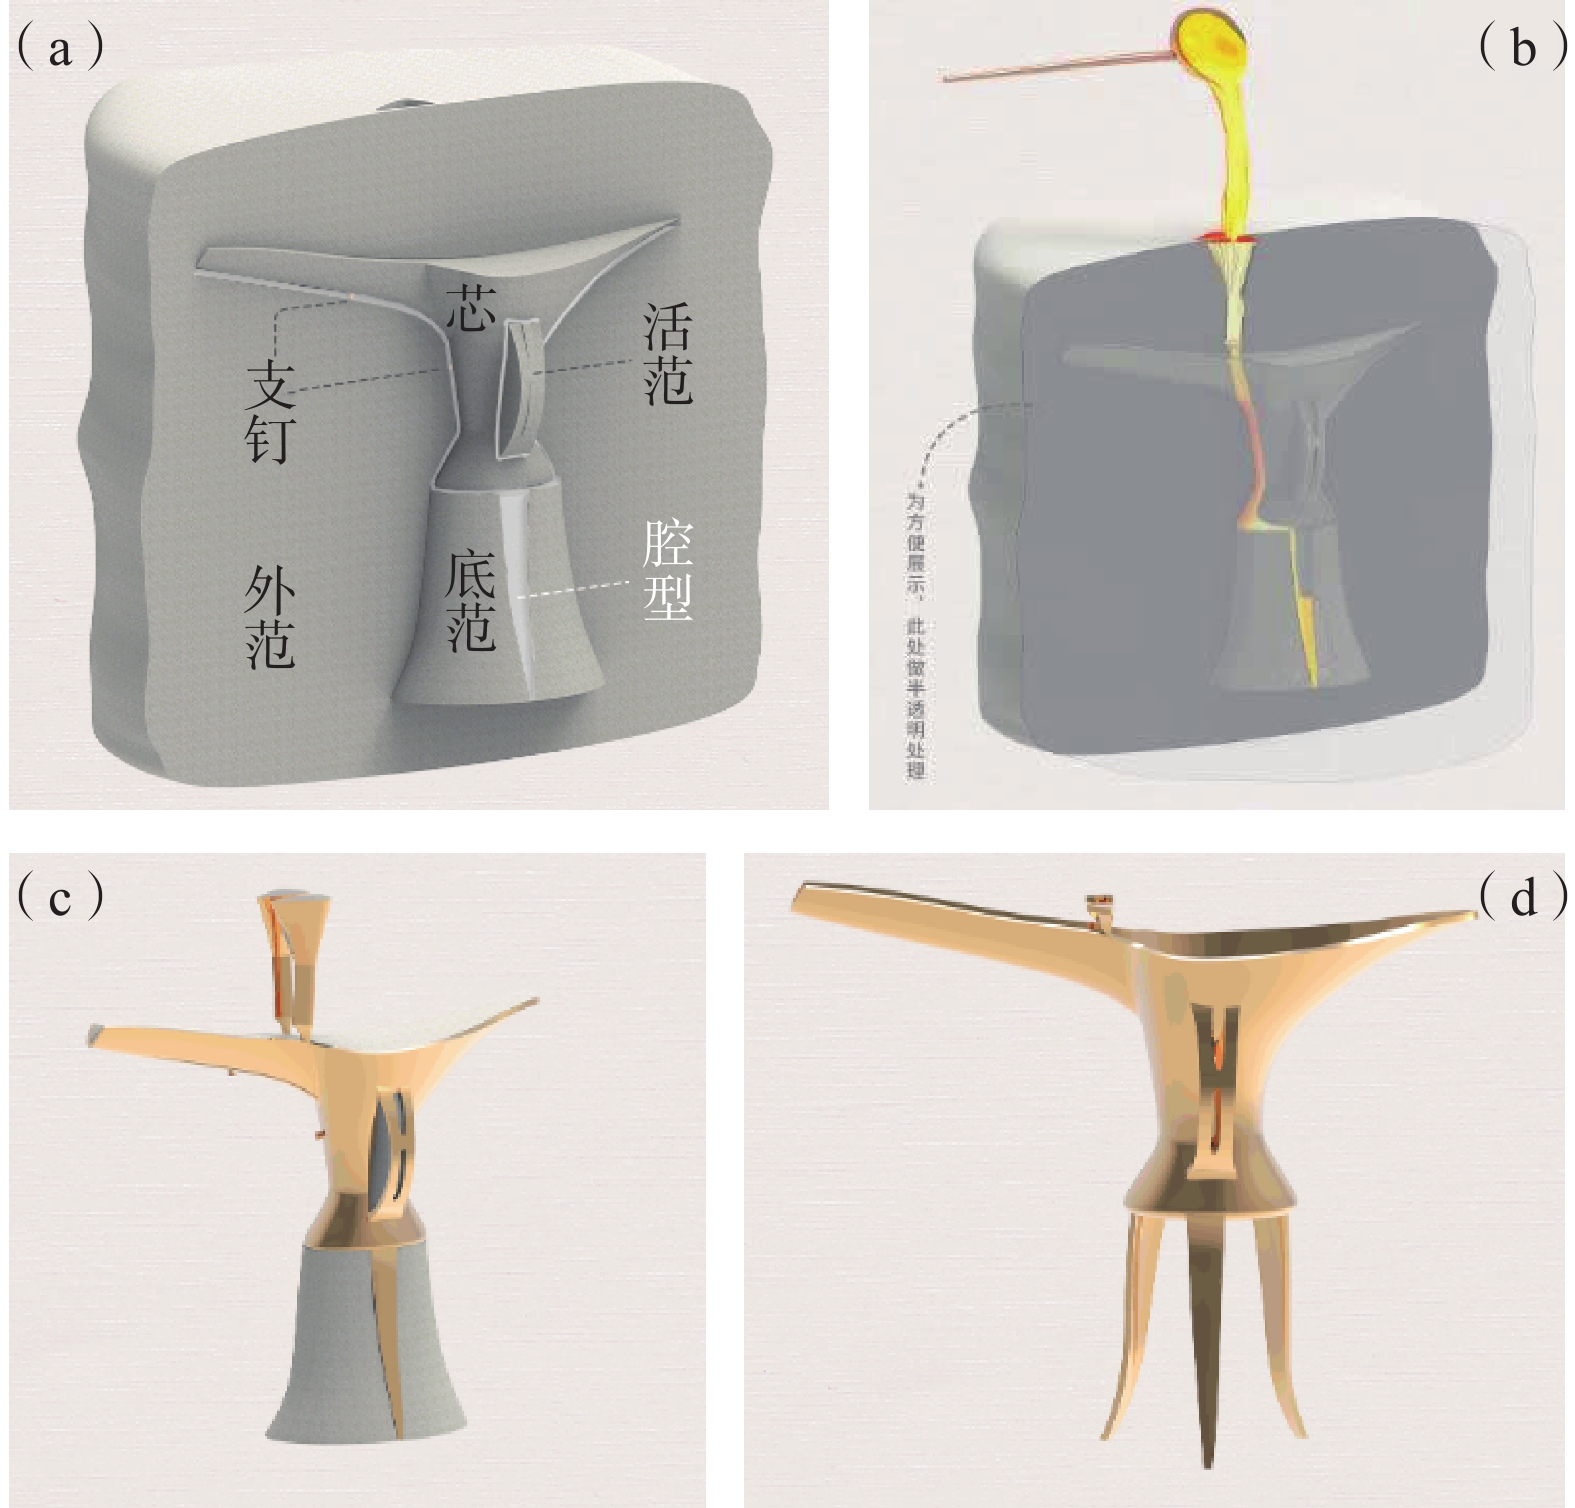 （a）
芯
活范
支钉
腔型
底范
外范
（b）
为方便展示，此处做半透明处理
（c）
（d）